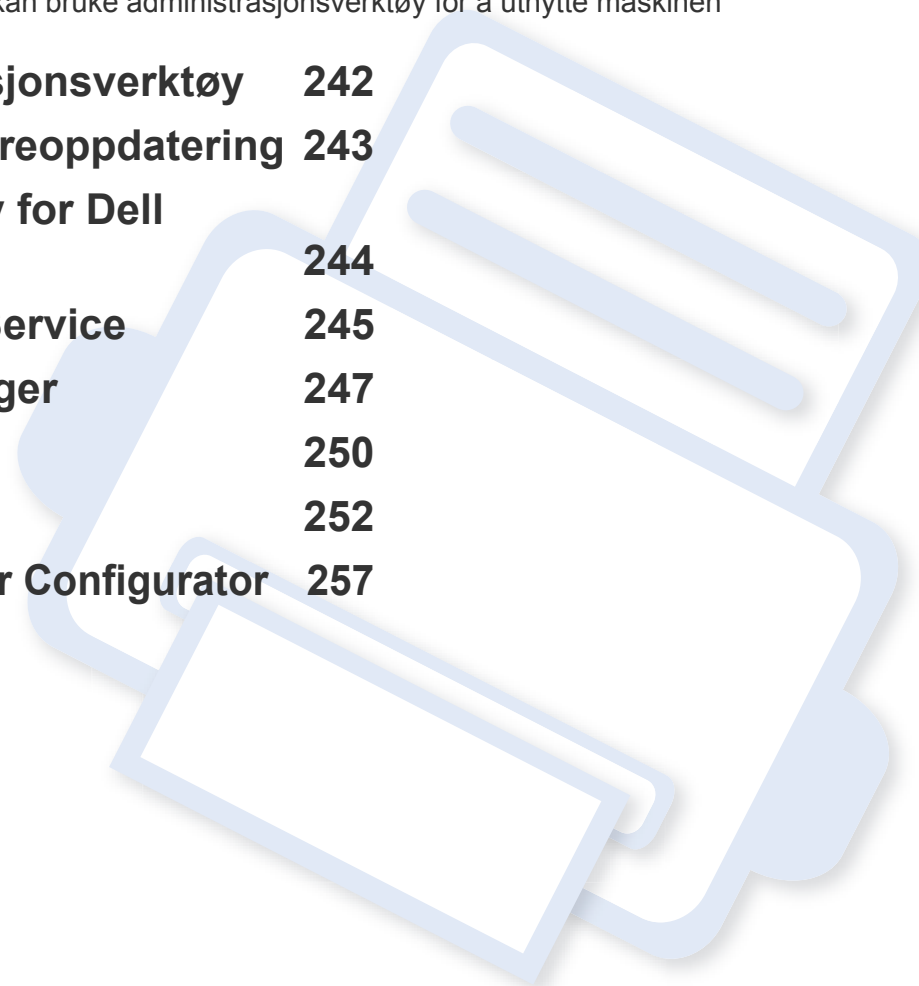 kan bruke administrasjonsverktøy for å utnytte maskinen
sjonsverktøy 242
reoppdatering 243
y for Dell
244
Service 245
ger 247
250
252
r Configurator 257